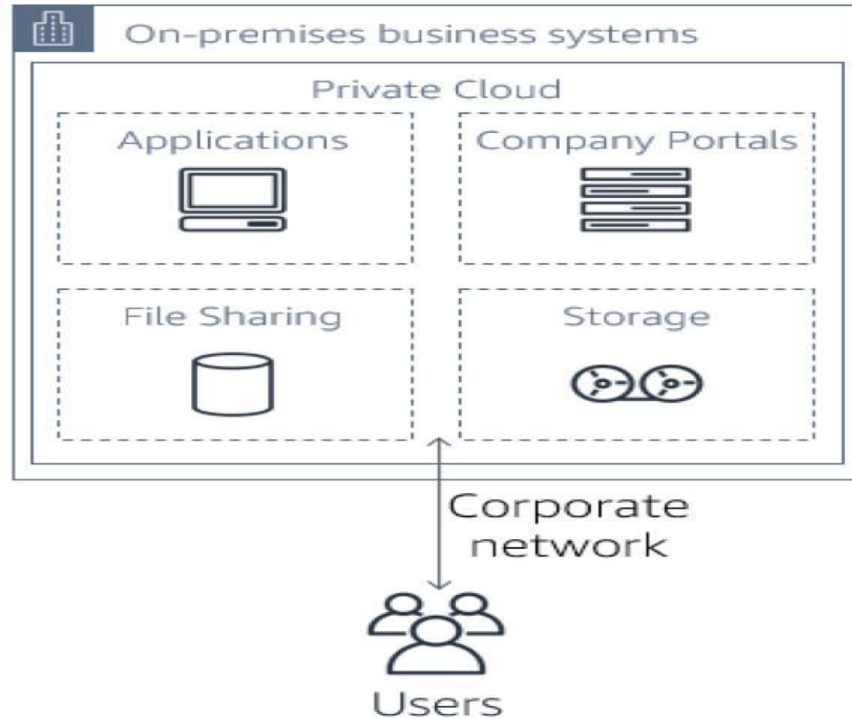 On-premises business systems
Private Cloud
Applications
Company Portals
File Sharing
Storage
Corporate
network
Users